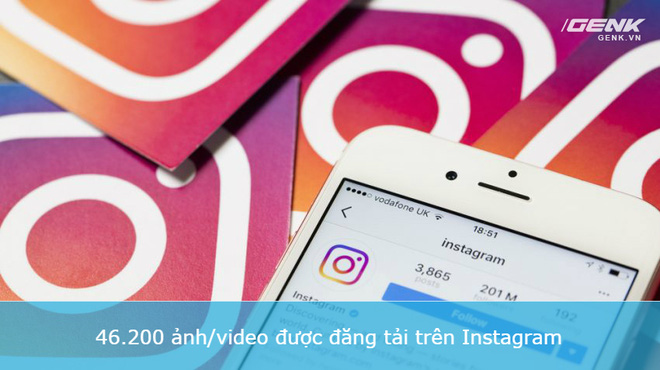 GENK
GENK.VN
vodafone UK
18:51
instagram
3,865
201M
192
posts
Follow
Instagram
46.200 ảnh/video được đăng tải trên Instagram